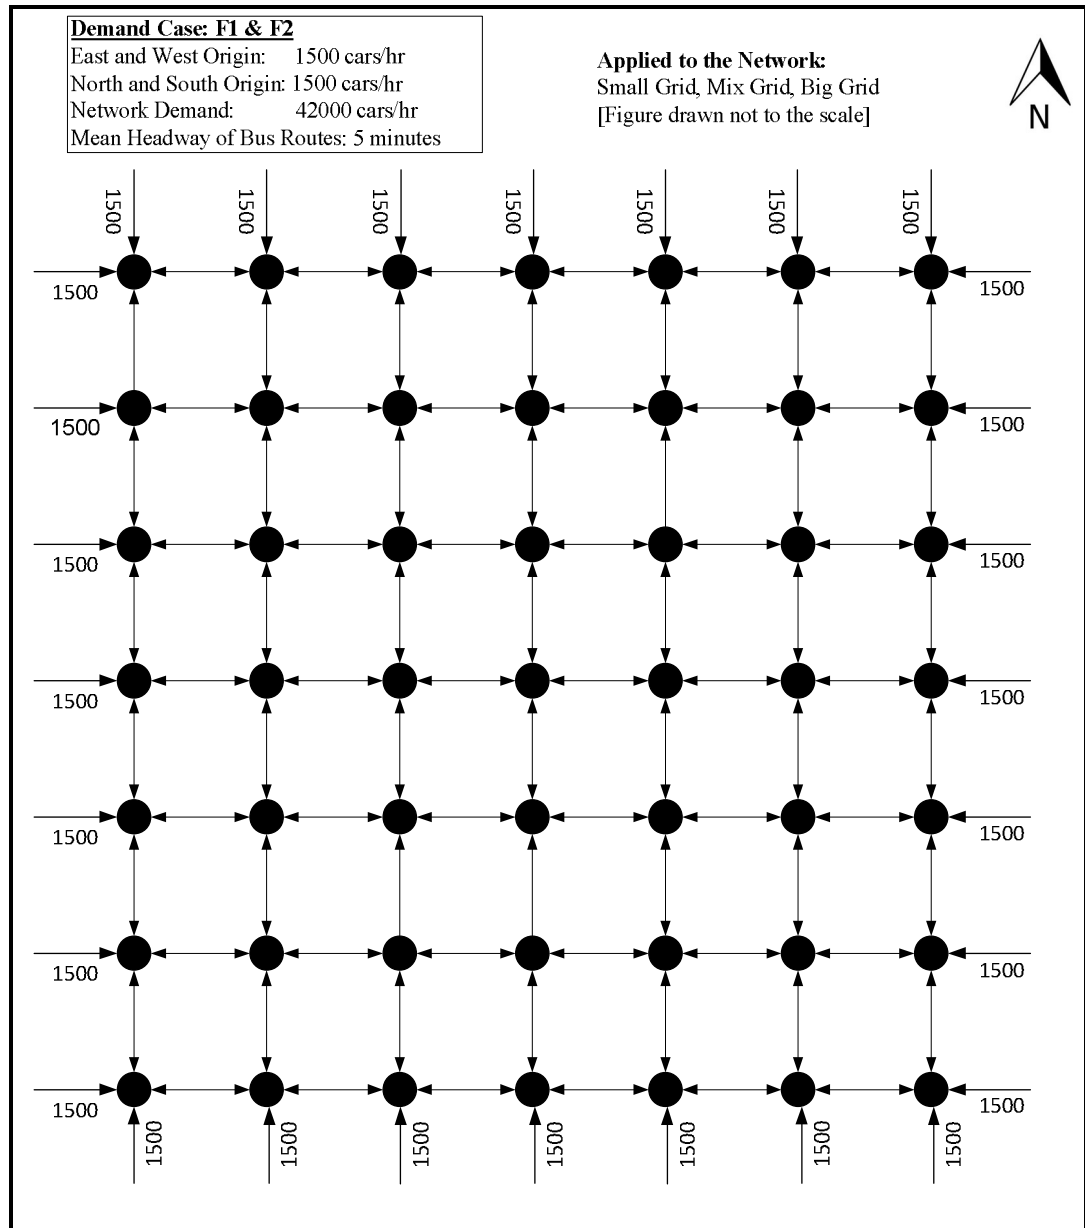 Demand Case: F1 & F2
East and West Origin: 1500 cars/hr
North and South Origin: 1500 cars/hr
Network Demand: 42000 cars/hr
Mean Headway of Bus Routes: 5 minutes
Applied to the Network:
Small Grid, Mix Grid, Big Grid
[Figure drawn not to the scale]
N
1500 1500 1500 1500 1500 1500 1500
1500 1500
1500 1500
1500 1500
1500 1500
1500 1500
1500 1500
1500 1500
1500 1500 1500 1500 1500 1500 1500